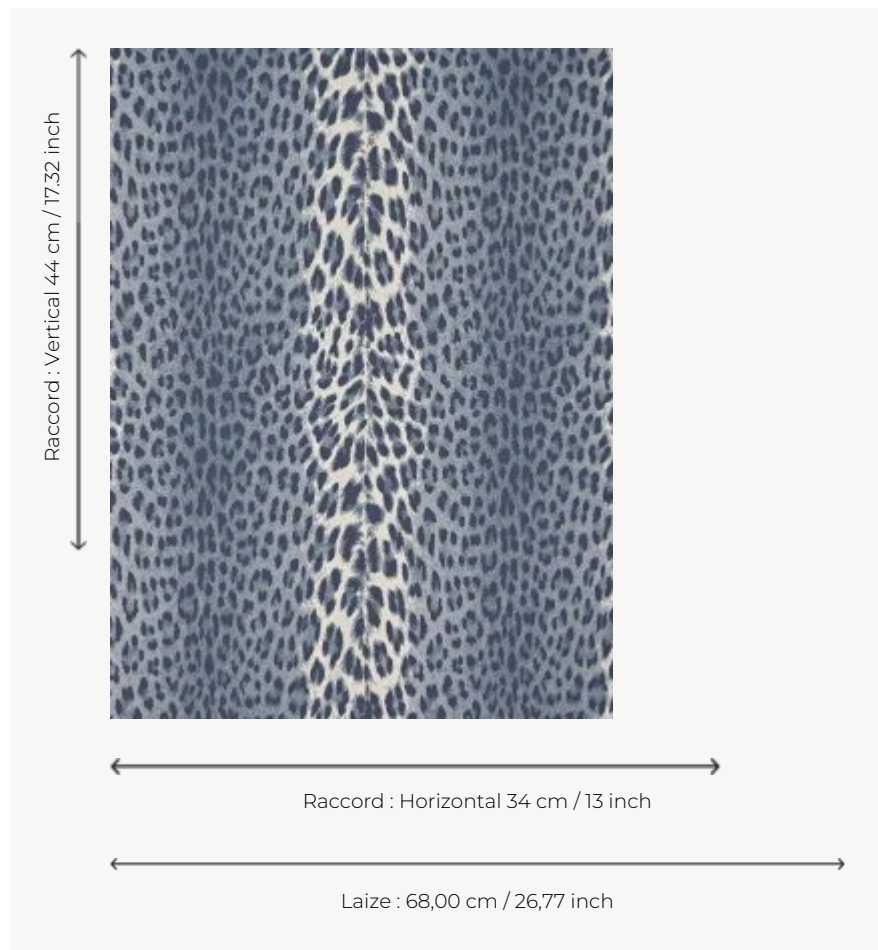 Raccord : Vertical 44 cm / 17.32 inch
Raccord : Horizontal 34 cm / 13 inch
Laize : 68,00 cm / 26,77 inch